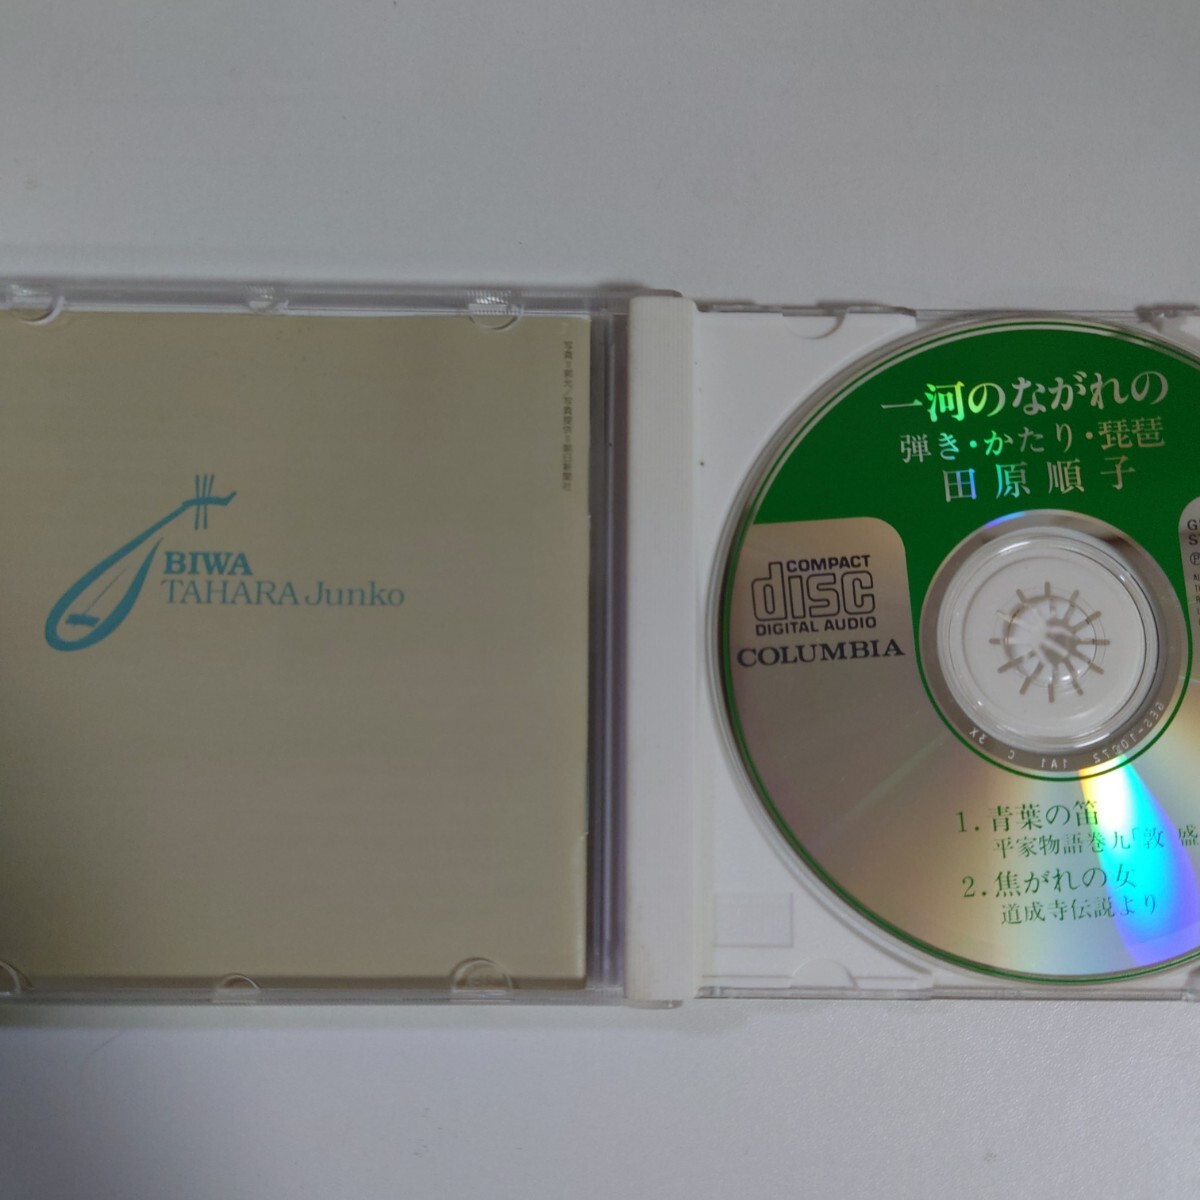 BIWA
TAHARA Junko
一河のながれの
弾き・かたり・琵琶
田原順子
COMPACT
disc
DIGITAL AUDIO
COLUMBIA
1. 青葉の笛
平家物語巻九「敦盛
2. 焦がれの女
道成寺伝説より